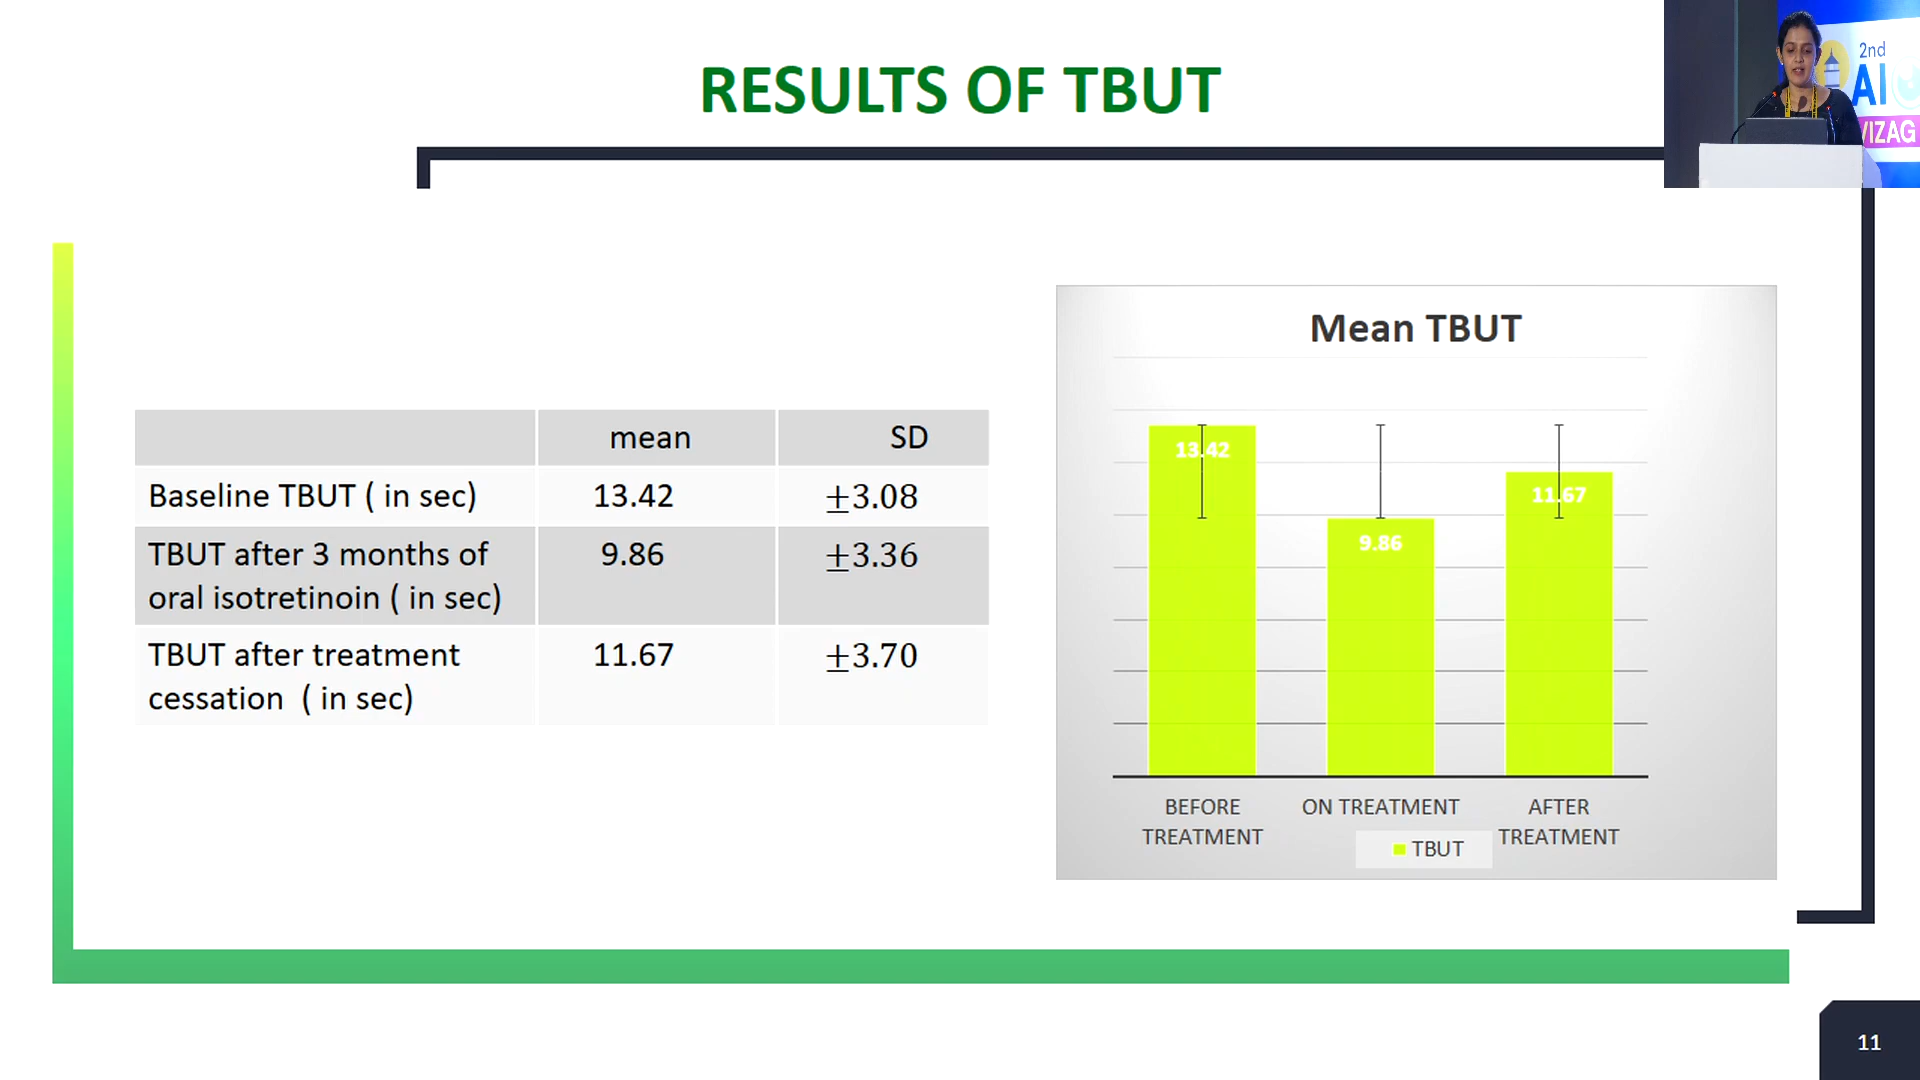 RESULTS OF TBUT
2nd
AI
VIZAG
mean SD
Baseline TBUT ( in sec) 13.42 ±3.08
TBUT after 3 months of
oral isotretinoin ( in sec) 9.86 ±3.36
TBUT after treatment
cessation ( in sec) 11.67 ±3.70
Mean TBUT
13.42
9.86
11.67
BEFORE
TREATMENT
ON TREATMENT
AFTER
TREATMENT
TBUT
11